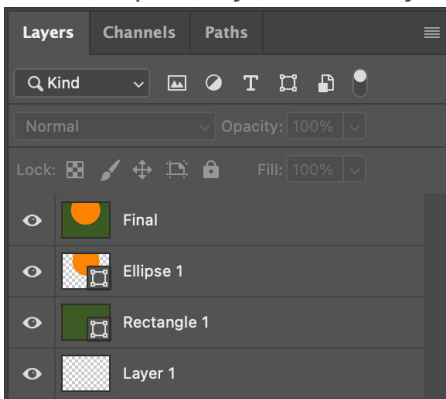 Layers Channels Paths
Kind
Normal Opacity: 100%
Lock: Fill: 100%
Final
Ellipse 1
Rectangle 1
Layer 1